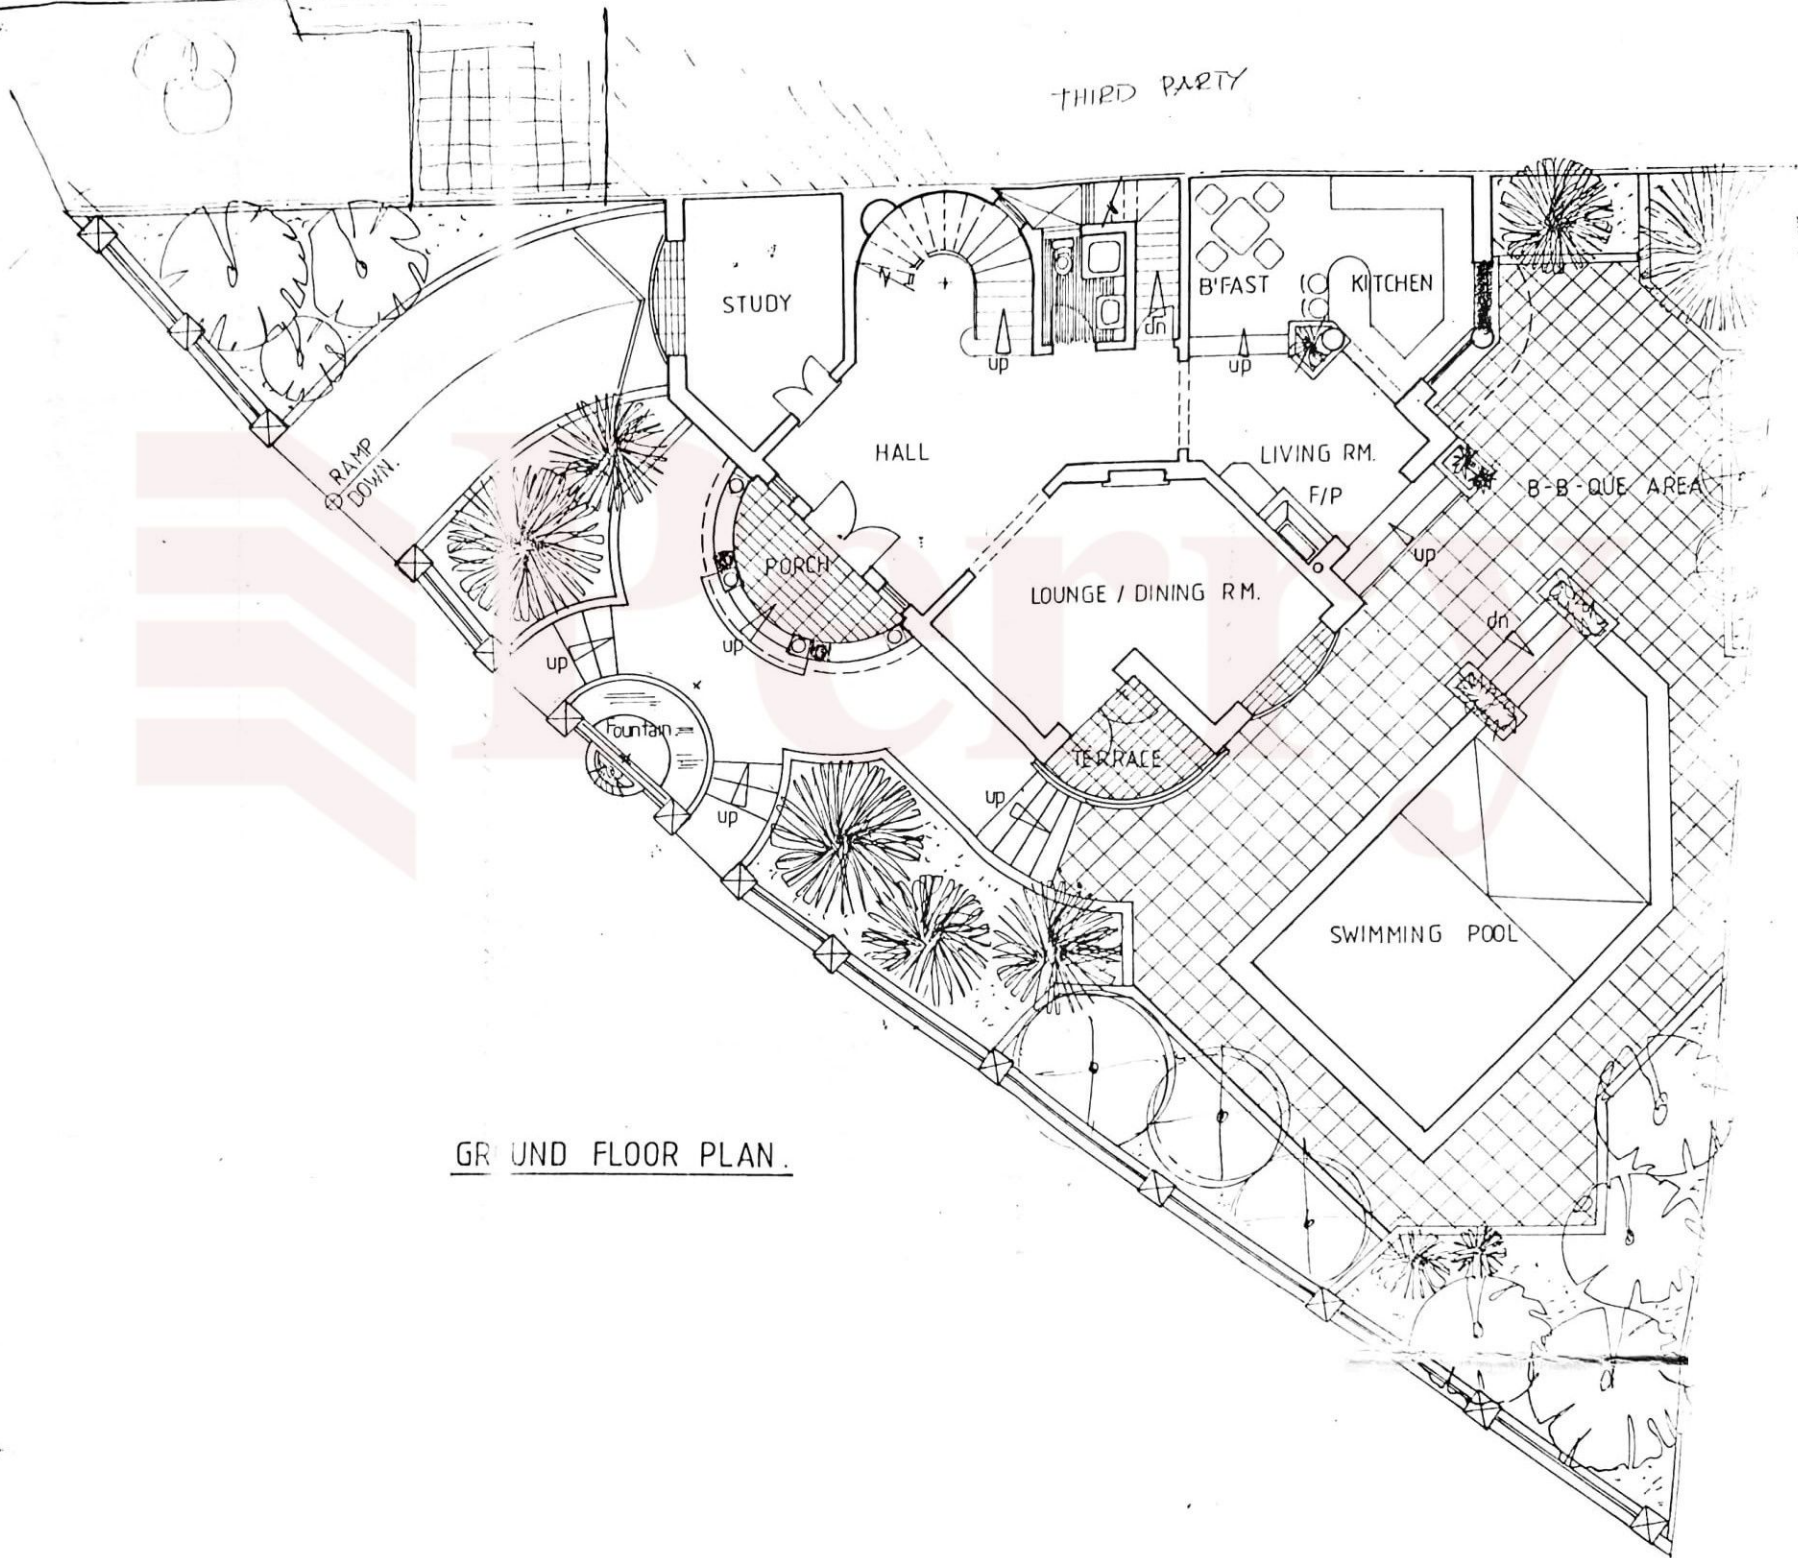 THIRD PARTY
STUDY
B'FAST
KITCHEN
up
dn
up
RAMP
DOWN.
HALL
LIVING RM.
F/P
B-B-QUE AREA
PORCH
up
LOUNGE / DINING RM.
dn
up
up
Fountain
TERRACE
up
up
SWIMMING POOL
GR UND FLOOR PLAN.
Perry